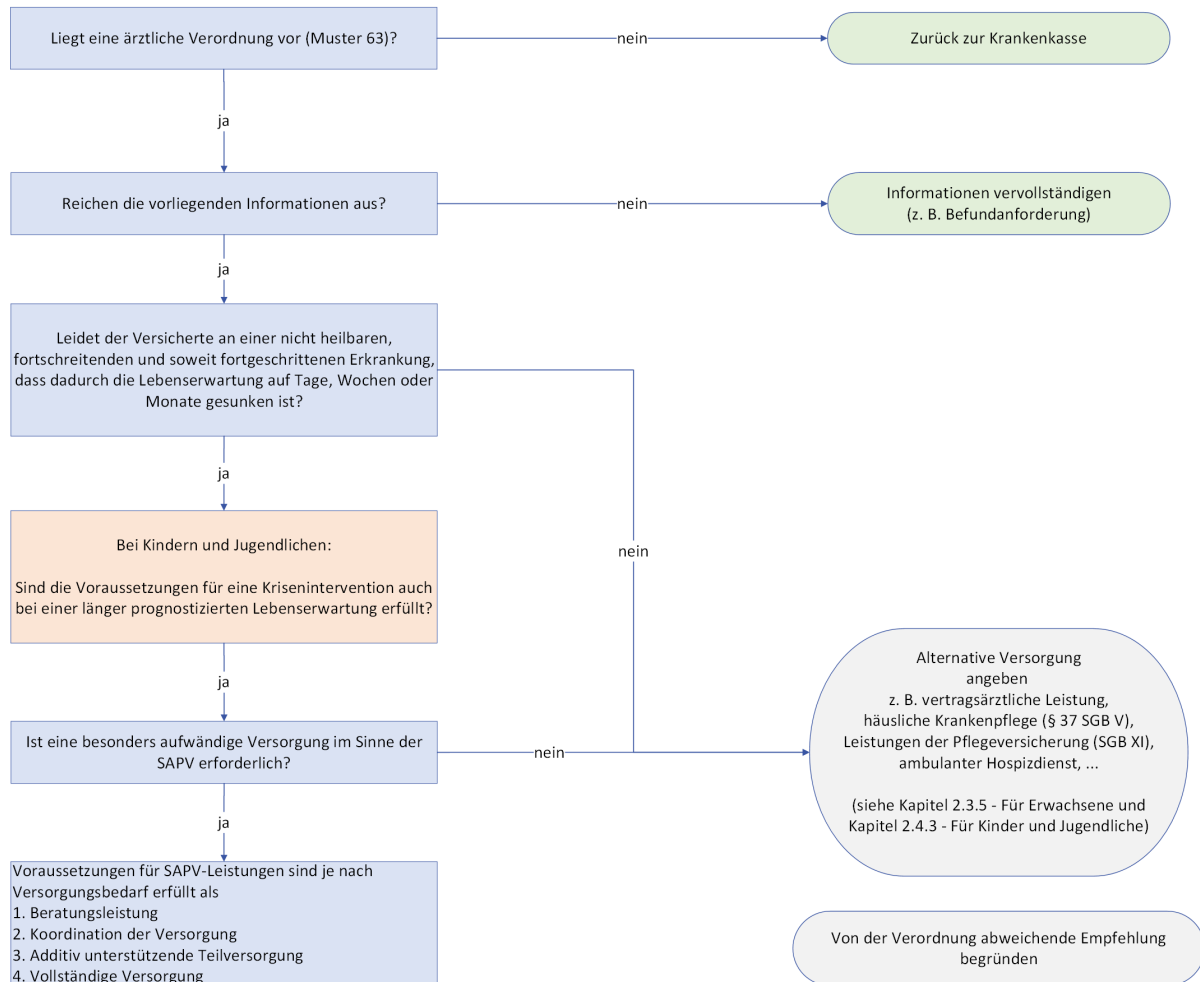 Liegt eine ärztliche Verordnung vor (Muster 63)?
nein
Zurück zur Krankenkasse
ja
Reichen die vorliegenden Informationen aus?
nein
Informationen vervollständigen
(z. B. Befundanforderung)
ja
Leidet der Versicherte an einer nicht heilbaren,
fortschreitenden und soweit fortgeschrittenen Erkrankung,
dass dadurch die Lebenserwartung auf Tage, Wochen oder
Monate gesunken ist?
ja
nein
Bei Kindern und Jugendlichen:
Sind die Voraussetzungen für eine Krisenintervention auch
bei einer länger prognostizierten Lebenserwartung erfüllt?
ja
Ist eine besonders aufwändige Versorgung im Sinne der
SAPV erforderlich?
nein
Alternative Versorgung
angeben
z. B. vertragsärztliche Leistung,
häusliche Krankenpflege (§ 37 SGB V),
Leistungen der Pflegeversicherung (SGB XI),
ambulanter Hospizdienst, ...
(siehe Kapitel 2.3.5 - Für Erwachsene und
Kapitel 2.4.3 - Für Kinder und Jugendliche)
ja
Voraussetzungen für SAPV-Leistungen sind je nach
Versorgungsbedarf erfüllt als
1. Beratungsleistung
2. Koordination der Versorgung
3. Additiv unterstützende Teilversorgung
4. Vollständige Versorgung
Von der Verordnung abweichende Empfehlung
begründen